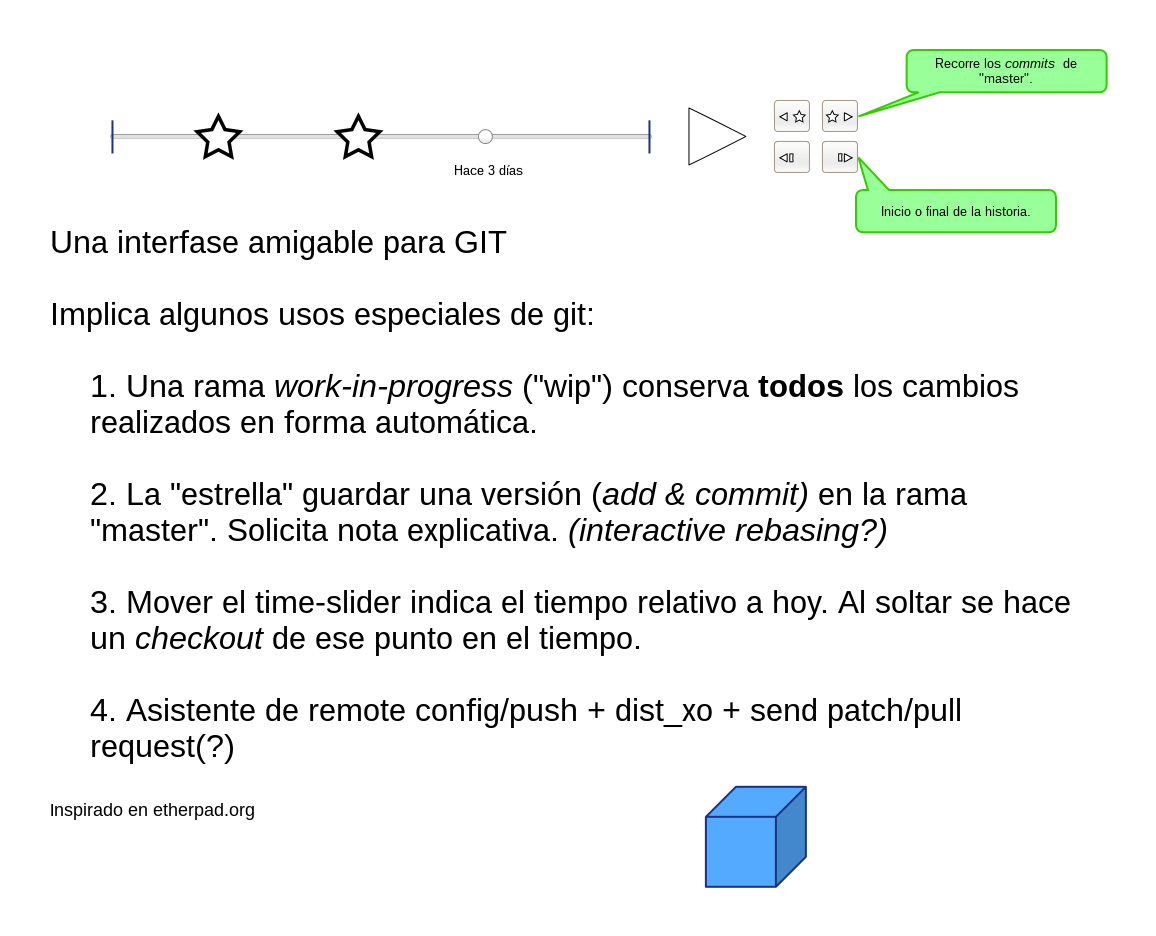 Recorre los commits de
"master".
Hace 3 días
Inicio o final de la historia.
Una interfase amigable para GIT
Implica algunos usos especiales de git:
1. Una rama work-in-progress ("wip") conserva todos los cambios
realizados en forma automática.
2. La "estrella" guardar una versión (add & commit) en la rama
"master". Solicita nota explicativa. (interactive rebasing?)
3. Mover el time-slider indica el tiempo relativo a hoy. Al soltar se hace
un checkout de ese punto en el tiempo.
4. Asistente de remote config/push + dist_xo + send patch/pull
request(?)
Inspirado en etherpad.org